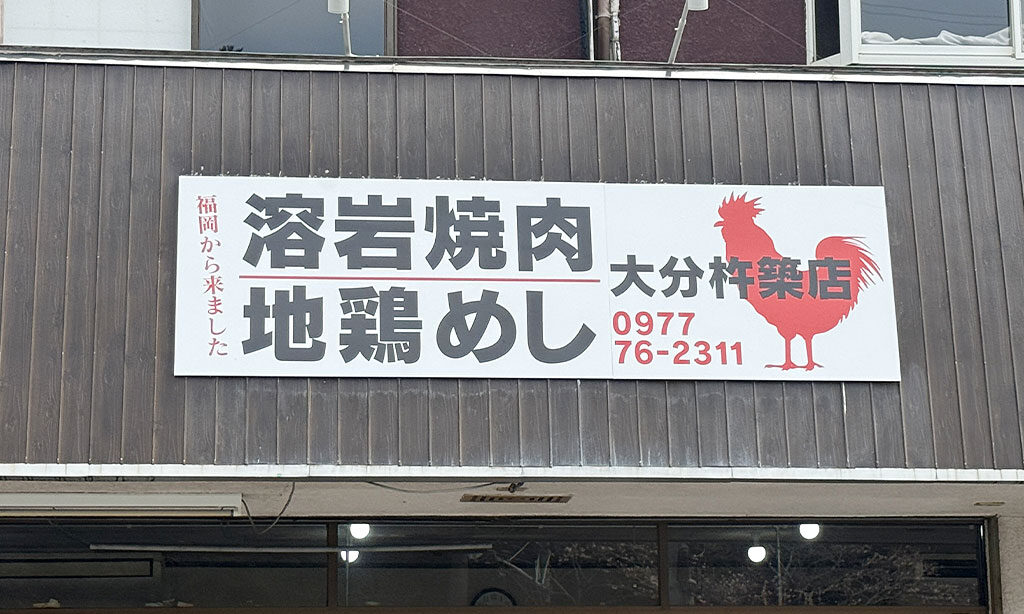 福岡から来ました
溶岩焼肉
地鶏めし
大分杵築店
0977
76-2311